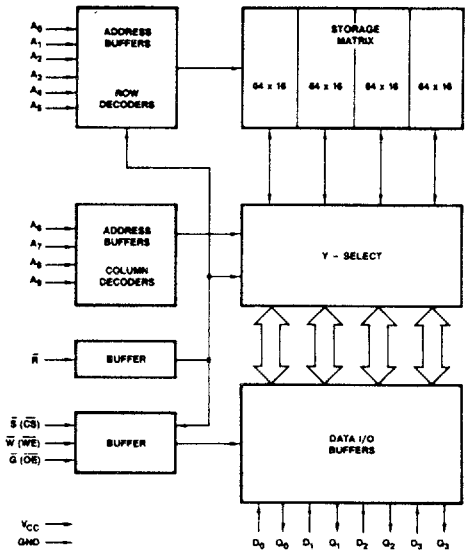 A0
A1
A2
A3
A4
A5
ADDRESS
BUFFERS
ROW
DECODERS
STORAGE
MATRIX
64 x 16
64 x 16
64 x 16
64 x 16
A6
A7
A8
A9
ADDRESS
BUFFERS
COLUMN
DECODERS
Y - SELECT
R̅
BUFFER
S̅ (C̅S̅)
W̅ (W̅E̅)
G̅ (O̅E̅)
BUFFER
DATA I/O
BUFFERS
VCC
GND
D0 Q0 D1 Q1 D2 Q2 D3 Q3